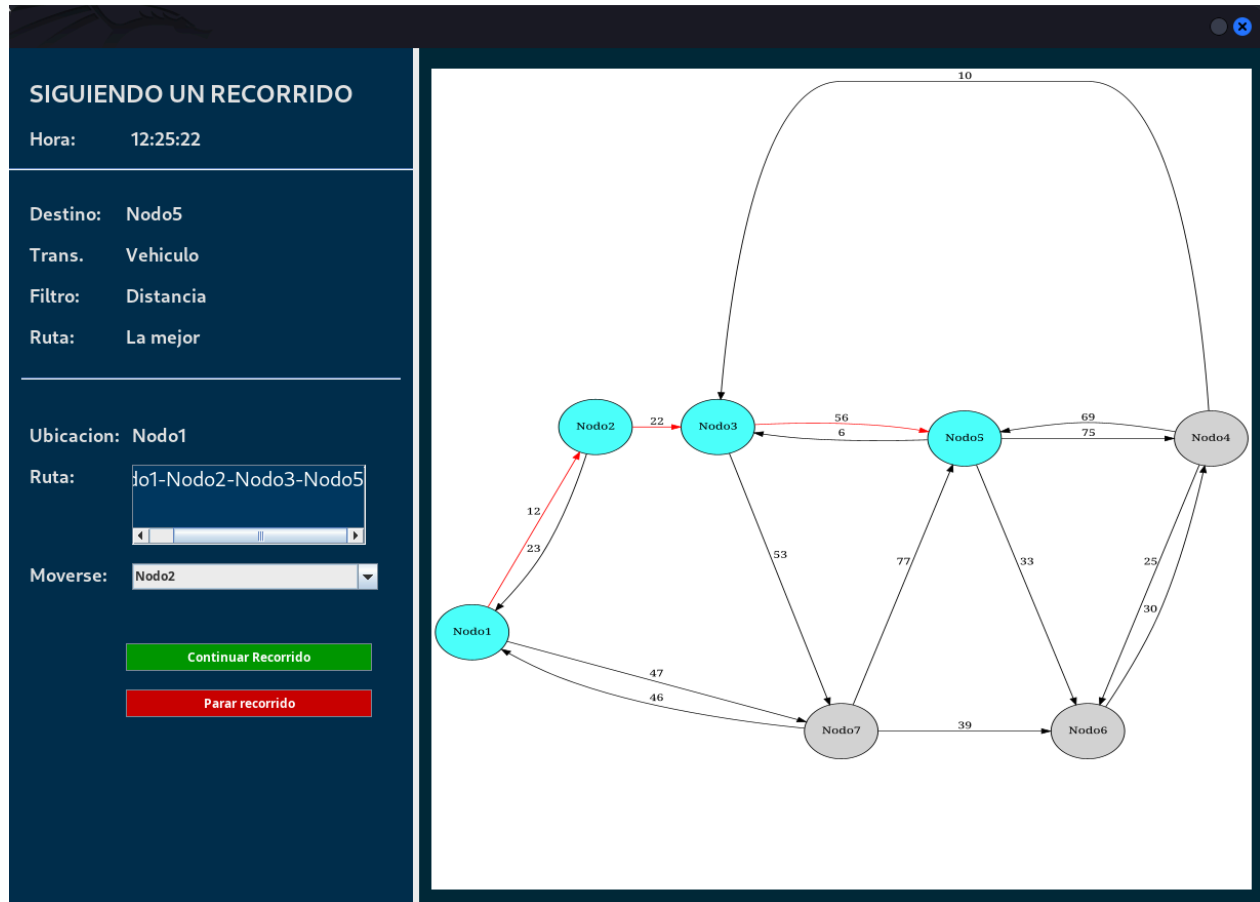 SIGUIENDO UN RECORRIDO
Hora: 12:25:22
Destino: Nodo5
Trans. Vehiculo
Filtro: Distancia
Ruta: La mejor
Ubicacion: Nodo1
Ruta: do1-Nodo2-Nodo3-Nodo5
Moverse: Nodo2
Continuar Recorrido
Parar recorrido
10
Nodo2
22
Nodo3
56
6
Nodo5
69
75
Nodo4
12
23
53
77
33
25
30
Nodo1
47
46
Nodo7
39
Nodo6